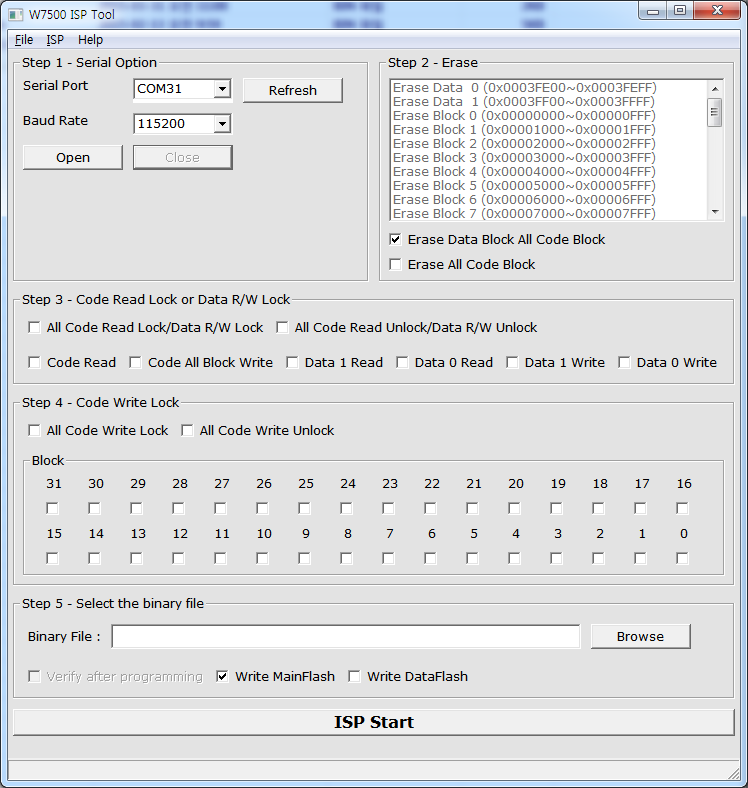 W7500 ISP Tool
File ISP Help
Step 1 - Serial Option
Serial Port COM31 Refresh
Baud Rate 115200
Open Close
Step 2 - Erase
Erase Data 0 (0x0003FE00~0x0003FEFF)
Erase Data 1 (0x0003FF00~0x0003FFFF)
Erase Block 0 (0x00000000~0x00000FFF)
Erase Block 1 (0x00001000~0x00001FFF)
Erase Block 2 (0x00002000~0x00002FFF)
Erase Block 3 (0x00003000~0x00003FFF)
Erase Block 4 (0x00004000~0x00004FFF)
Erase Block 5 (0x00005000~0x00005FFF)
Erase Block 6 (0x00006000~0x00006FFF)
Erase Block 7 (0x00007000~0x00007FFF)
Erase Data Block All Code Block
Erase All Code Block
Step 3 - Code Read Lock or Data R/W Lock
All Code Read Lock/Data R/W Lock All Code Read Unlock/Data R/W Unlock
Code Read Code All Block Write Data 1 Read Data 0 Read Data 1 Write Data 0 Write
Step 4 - Code Write Lock
All Code Write Lock All Code Write Unlock
Block
31 30 29 28 27 26 25 24 23 22 21 20 19 18 17 16
15 14 13 12 11 10 9 8 7 6 5 4 3 2 1 0
Step 5 - Select the binary file
Binary File : Browse
Verify after programming Write MainFlash Write DataFlash
ISP Start